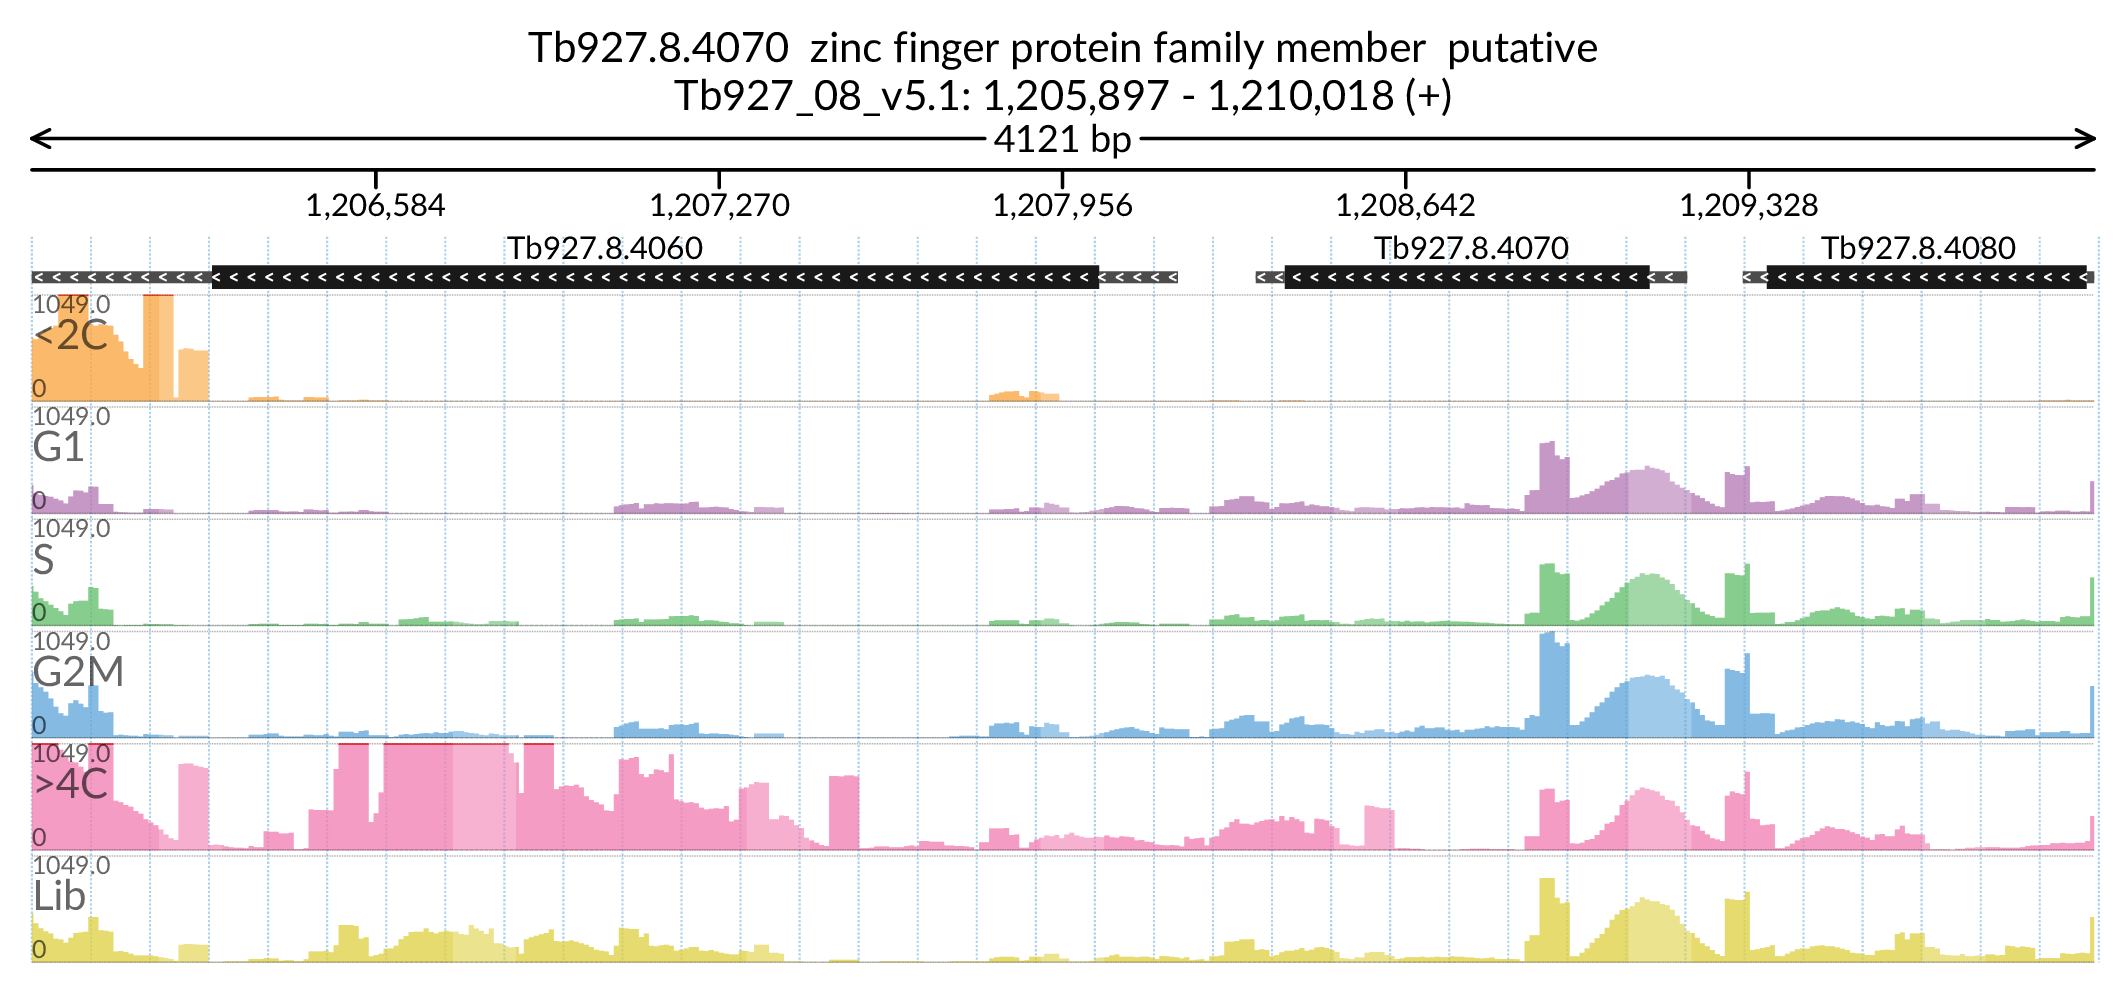 Tb927.8.4070 zinc finger protein family member putative
Tb927_08_v5.1: 1,205,897 - 1,210,018 (+)
4121 bp
1,206,584 1,207,270 1,207,956 1,208,642 1,209,328
Tb927.8.4060 Tb927.8.4070 Tb927.8.4080
1049.0
<2C
0
1049.0
G1
0
1049.0
S
0
1049.0
G2M
0
1049.0
>4C
0
1049.0
Lib
0